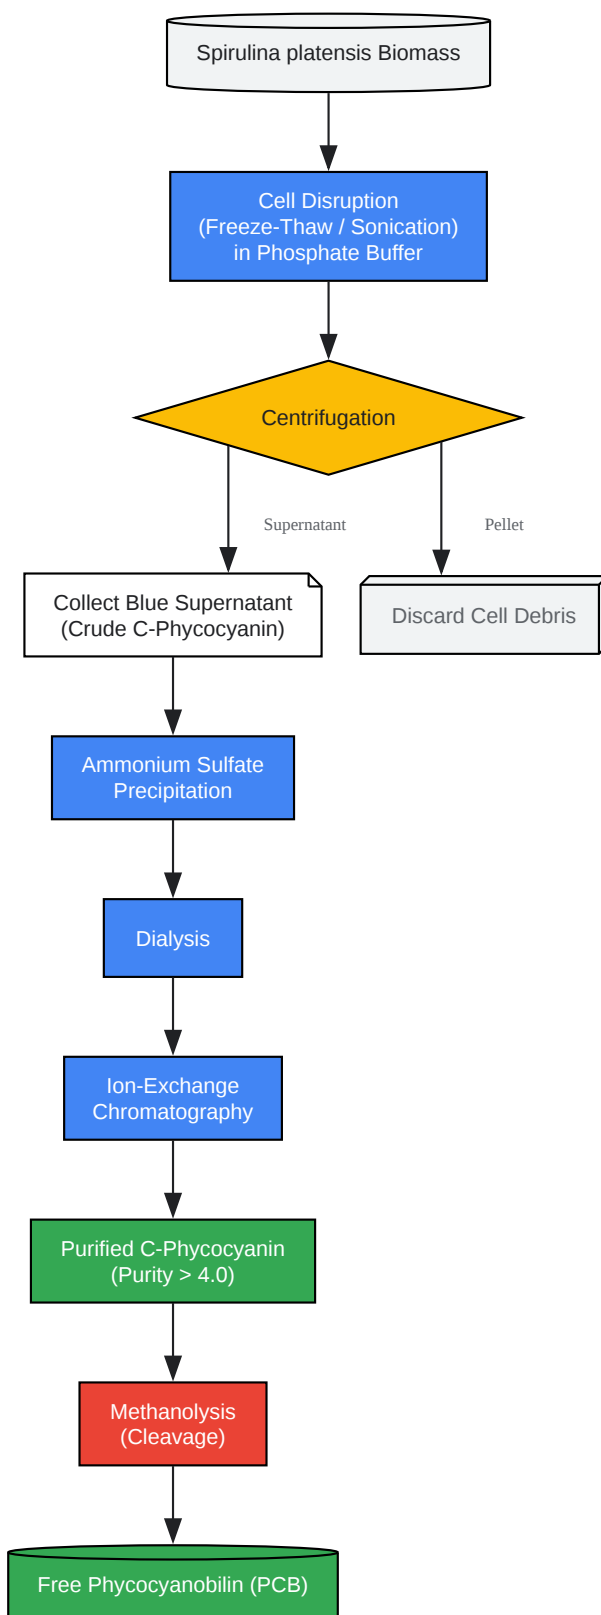 Spirulina platensis Biomass
Cell Disruption
(Freeze-Thaw / Sonication)
in Phosphate Buffer
Centrifugation
Supernatant
Pellet
Collect Blue Supernatant
(Crude C-Phycocyanin)
Discard Cell Debris
Ammonium Sulfate
Precipitation
Dialysis
Ion-Exchange
Chromatography
Purified C-Phycocyanin
(Purity > 4.0)
Methanolysis
(Cleavage)
Free Phycocyanobilin (PCB)